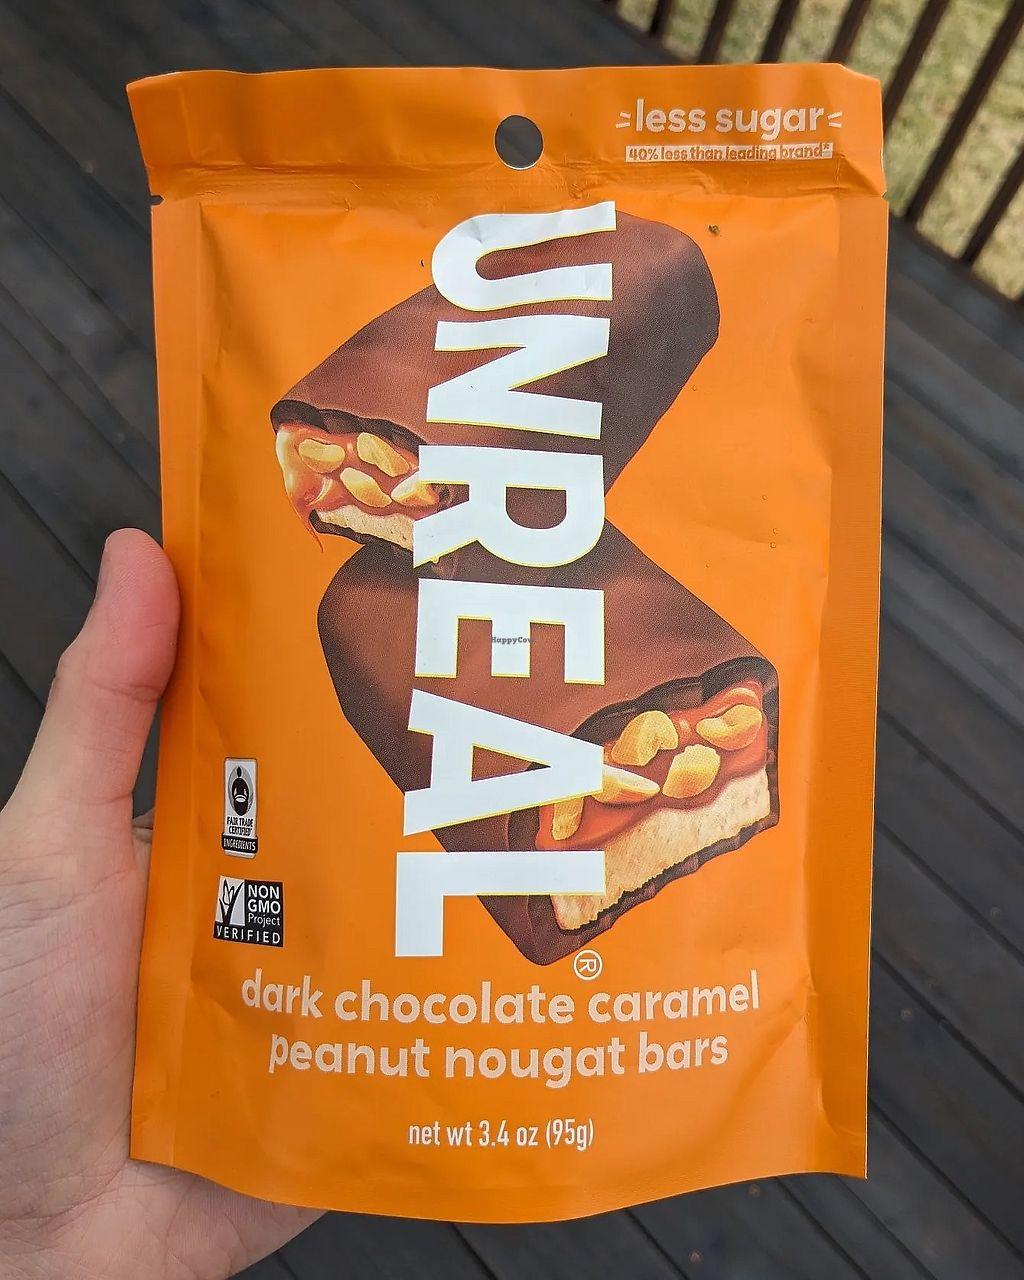 less sugar
40% less than leading brand*
UNREAL®
HappyCow
FAIR TRADE
CERTIFIED
INGREDIENTS
NON
GMO
Project
VERIFIED
dark chocolate caramel
peanut nougat bars
net wt 3.4 oz (95g)